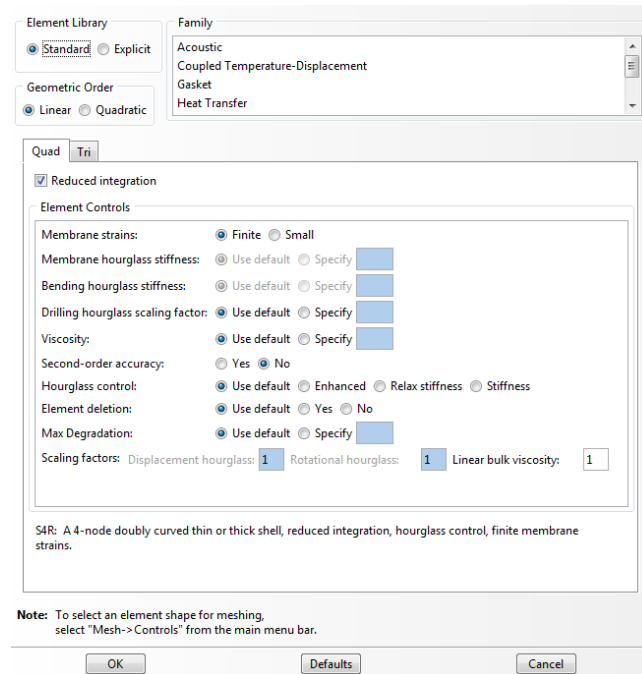 Element Library
Standard Explicit
Family
Acoustic
Coupled Temperature-Displacement
Gasket
Heat Transfer
Geometric Order
Linear Quadratic
Quad Tri
Reduced integration
Element Controls
Membrane strains: Finite Small
Membrane hourglass stiffness: Use default Specify
Bending hourglass stiffness: Use default Specify
Drilling hourglass scaling factor: Use default Specify
Viscosity: Use default Specify
Second-order accuracy: Yes No
Hourglass control: Use default Enhanced Relax stiffness Stiffness
Element deletion: Use default Yes No
Max Degradation: Use default Specify
Scaling factors: Displacement hourglass: 1 Rotational hourglass: 1 Linear bulk viscosity: 1
S4R: A 4-node doubly curved thin or thick shell, reduced integration, hourglass control, finite membrane
strains.
Note: To select an element shape for meshing,
select "Mesh->Controls" from the main menu bar.
OK Defaults Cancel